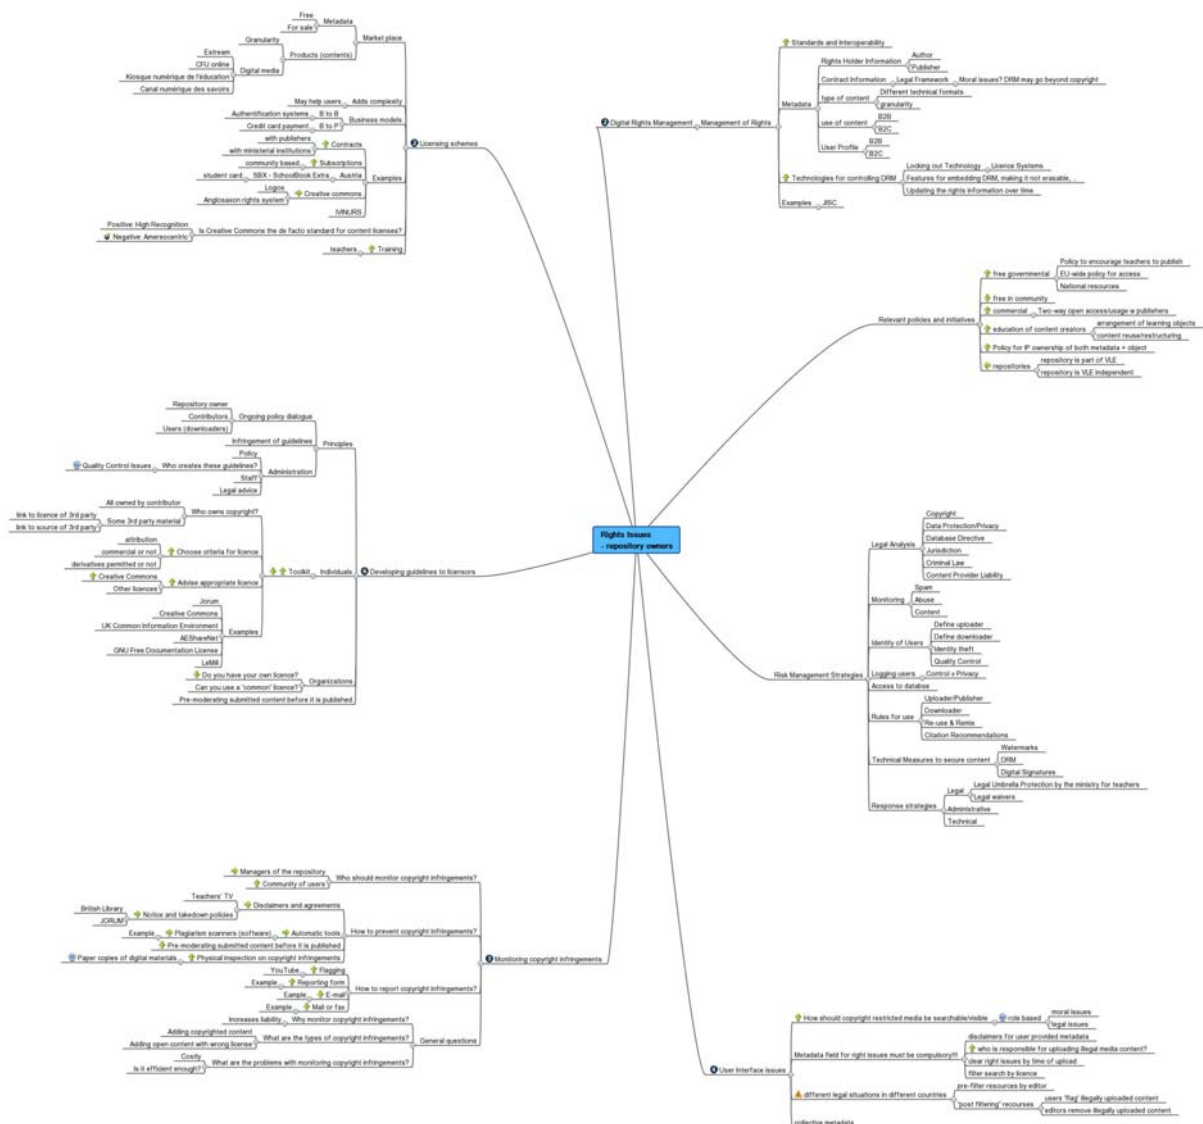 Rights Issues
- repository owners
Licensing schemes
Market place
Metadata
Free
For sale
Products (contents)
Granularity
Digital media
Estream
CFU online
Kiosque numérique de l'éducation
Canal numérique des savoirs
Adds complexity
May help users
Business models
B to B
Authentification systems
B to P
Credit card payment
Examples
Contracts
with publishers
with ministerial institutions
Subscriptions
community based
Austria
SBX - SchoolBook Extra
student card
Creative commons
Logos
Anglosaxon rights system
IVINURS
Is Creative Commons the de facto standard for content licenses?
Positive: High Recognition
Negative: Amereocentric
Training
teachers
Digital Rights Management
Management of Rights
Standards and Interoperability
Metadata
Rights Holder Information
Author
Publisher
Contract Information
Legal Framework
Moral Issues? DRM may go beyond copyright
type of content
Different technical formats
granularity
use of content
B2B
B2C
User Profile
B2B
B2C
Technologies for controlling DRM
Locking out Technology
Licence Systems
Features for embedding DRM, making it not erasable, ..
Updating the rights information over time
Examples
JISC
Relevant policies and initiatives
free governmental
Policy to encourage teachers to publish
EU-wide policy for access
National resources
free in community
commercial
Two-way open access/usage w publishers
education of content creators
arrangement of learning objects
content reuse/restructuring
Policy for IP ownership of both metadata + object
repositories
repository is part of VLE
repository is VLE independent
Developing guidelines to licensors
Principles
Ongoing policy dialogue
Repository owner
Contributors
Users (downloaders)
Infringement of guidelines
Administration
Policy
Who creates these guidelines?
Quality Control Issues
Staff
Legal advice
Individuals
Toolkit
Who owns copyright?
All owned by contributor
Some 3rd party material
link to licence of 3rd party
link to source of 3rd party
Choose criteria for licence
attribution
commercial or not
derivatives permitted or not
Advise appropriate licence
Creative Commons
Other licences
Examples
Jorum
Creative Commons
UK Common Information Environment
AEShareNet
GNU Free Documentation License
LeMill
Organizations
Do you have your own licence?
Can you use a 'common' licence?
Pre-moderating submitted content before it is published
Risk Management Strategies
Legal Analysis
Copyright
Data Protection/Privacy
Database Directive
Jurisdiction
Criminal Law
Content Provider Liability
Monitoring
Spam
Abuse
Content
Identity of Users
Define uploader
Define downloader
Identity theft
Quality Control
Logging users
Control x Privacy
Access to databse
Rules for use
Uploader/Publisher
Downloader
Re-use & Remix
Citation Recommendations
Technical Measures to secure content
Watermarks
DRM
Digital Signatures
Response strategies
Legal
Legal Umbrella Protection by the ministry for teachers
Legal waivers
Administrative
Technical
Monitoring copyright infringements
Who should monitor copyright infringements?
Managers of the repository
Community of users
How to prevent copyright infringements?
Disclaimers and agreements
Teachers' TV
Notice and takedown policies
British Library
JORUM
Automatic tools
Plagiarism scanners (software)
Example
Pre-moderating submitted content before it is published
Physical inspection on copyright infringements
Paper copies of digital materials
How to report copyright infringements?
Flagging
YouTube
Reporting form
Example
E-mail
Eample
Mail or fax
Example
General questions
Why monitor copyright infringements?
Increases liability
What are the types of copyright infringements?
Adding copyrighted content
Adding open content with wrong license
What are the problems with monitoring copyright infringements?
Costly
Is it efficient enough?
User Interface Issues
How should copyright restricted media be searchable/visible
role based
moral issues
legal issues
Metadata field for right issues must be compulsory!!!
disclaimers for user provided metadata
who is responsible for uploading illegal media content?
clear right issues by time of upload
filter search by licence
different legal situations in different countries
pre-filter resources by editor
'post filtering' recourses
users 'flag' illegally uploaded content
editors remove illegally uploaded content
collective metadata